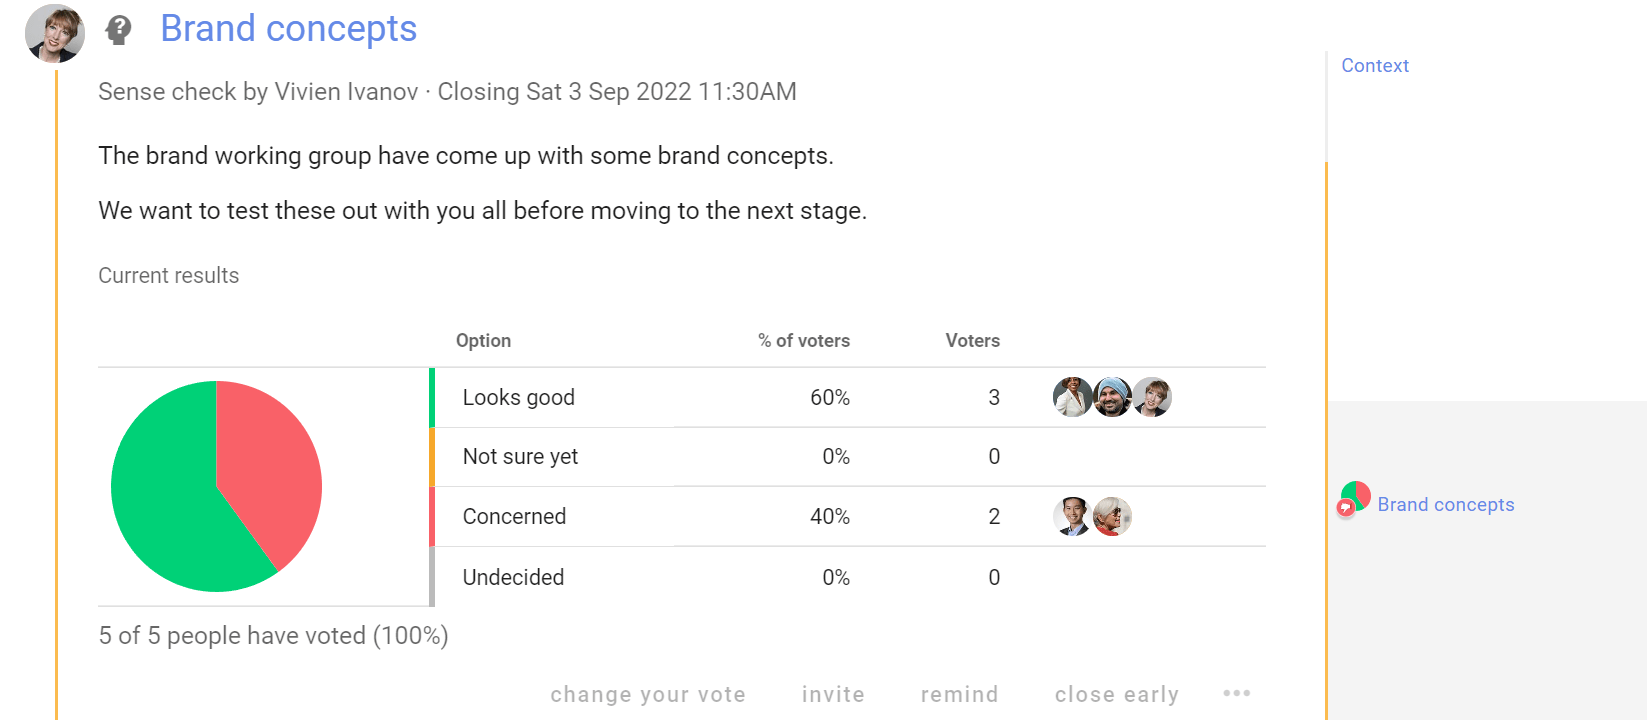 Brand concepts
Context
Sense check by Vivien Ivanov · Closing Sat 3 Sep 2022 11:30AM
The brand working group have come up with some brand concepts.
We want to test these out with you all before moving to the next stage.
Current results
Option % of voters Voters
Looks good 60% 3
Not sure yet 0% 0
Concerned 40% 2
Undecided 0% 0
Brand concepts
5 of 5 people have voted (100%)
change your vote invite remind close early